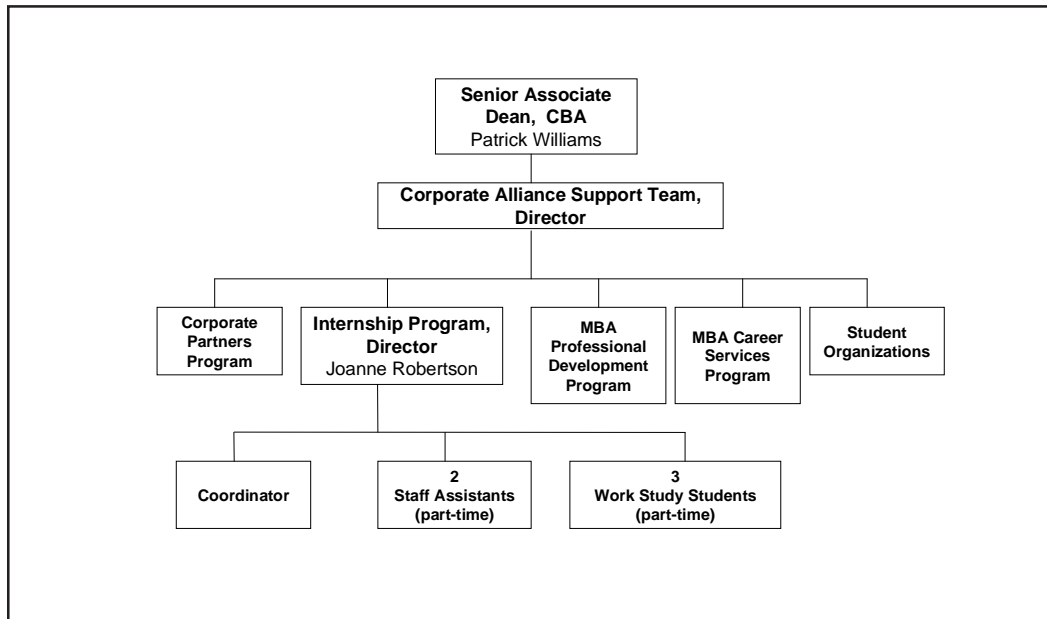 Senior Associate
Dean, CBA
Patrick Williams
Corporate Alliance Support Team,
Director
Corporate
Partners
Program
Internship Program,
Director
Joanne Robertson
MBA
Professional
Development
Program
MBA Career
Services
Program
Student
Organizations
Coordinator
2
Staff Assistants
(part-time)
3
Work Study Students
(part-time)